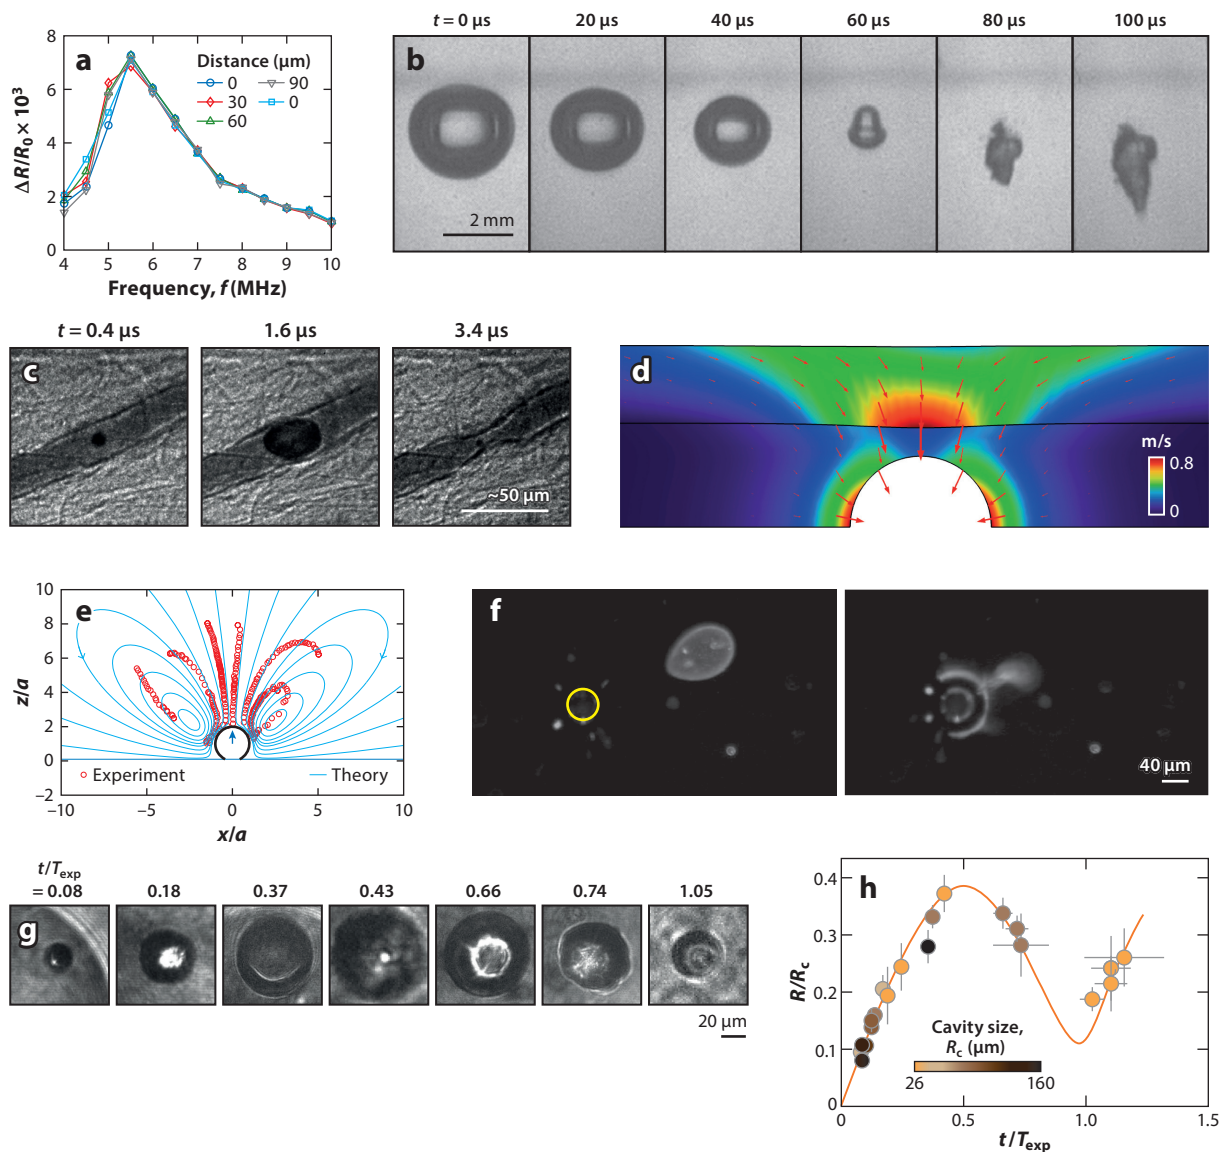 a
8
6
4
2
0
ΔR/R0 × 10³
4 5 6 7 8 9 10
Frequency, f (MHz)
Distance (μm)
0 90
30 0
60
t = 0 μs 20 μs 40 μs 60 μs 80 μs 100 μs
b
2 mm
t = 0.4 μs 1.6 μs 3.4 μs
c
~50 μm
d
m/s
0.8
0
e
10
8
6
4
2
0
−2
z/a
Experiment Theory
−10 −5 0 5 10
x/a
f
40 μm
t/Texp
= 0.08 0.18 0.37 0.43 0.66 0.74 1.05
g
20 μm
h
0.4
0.3
0.2
0.1
0
R/Rc
Cavity size,
Rc (μm)
26 160
0 0.5 1.0 1.5
t/Texp